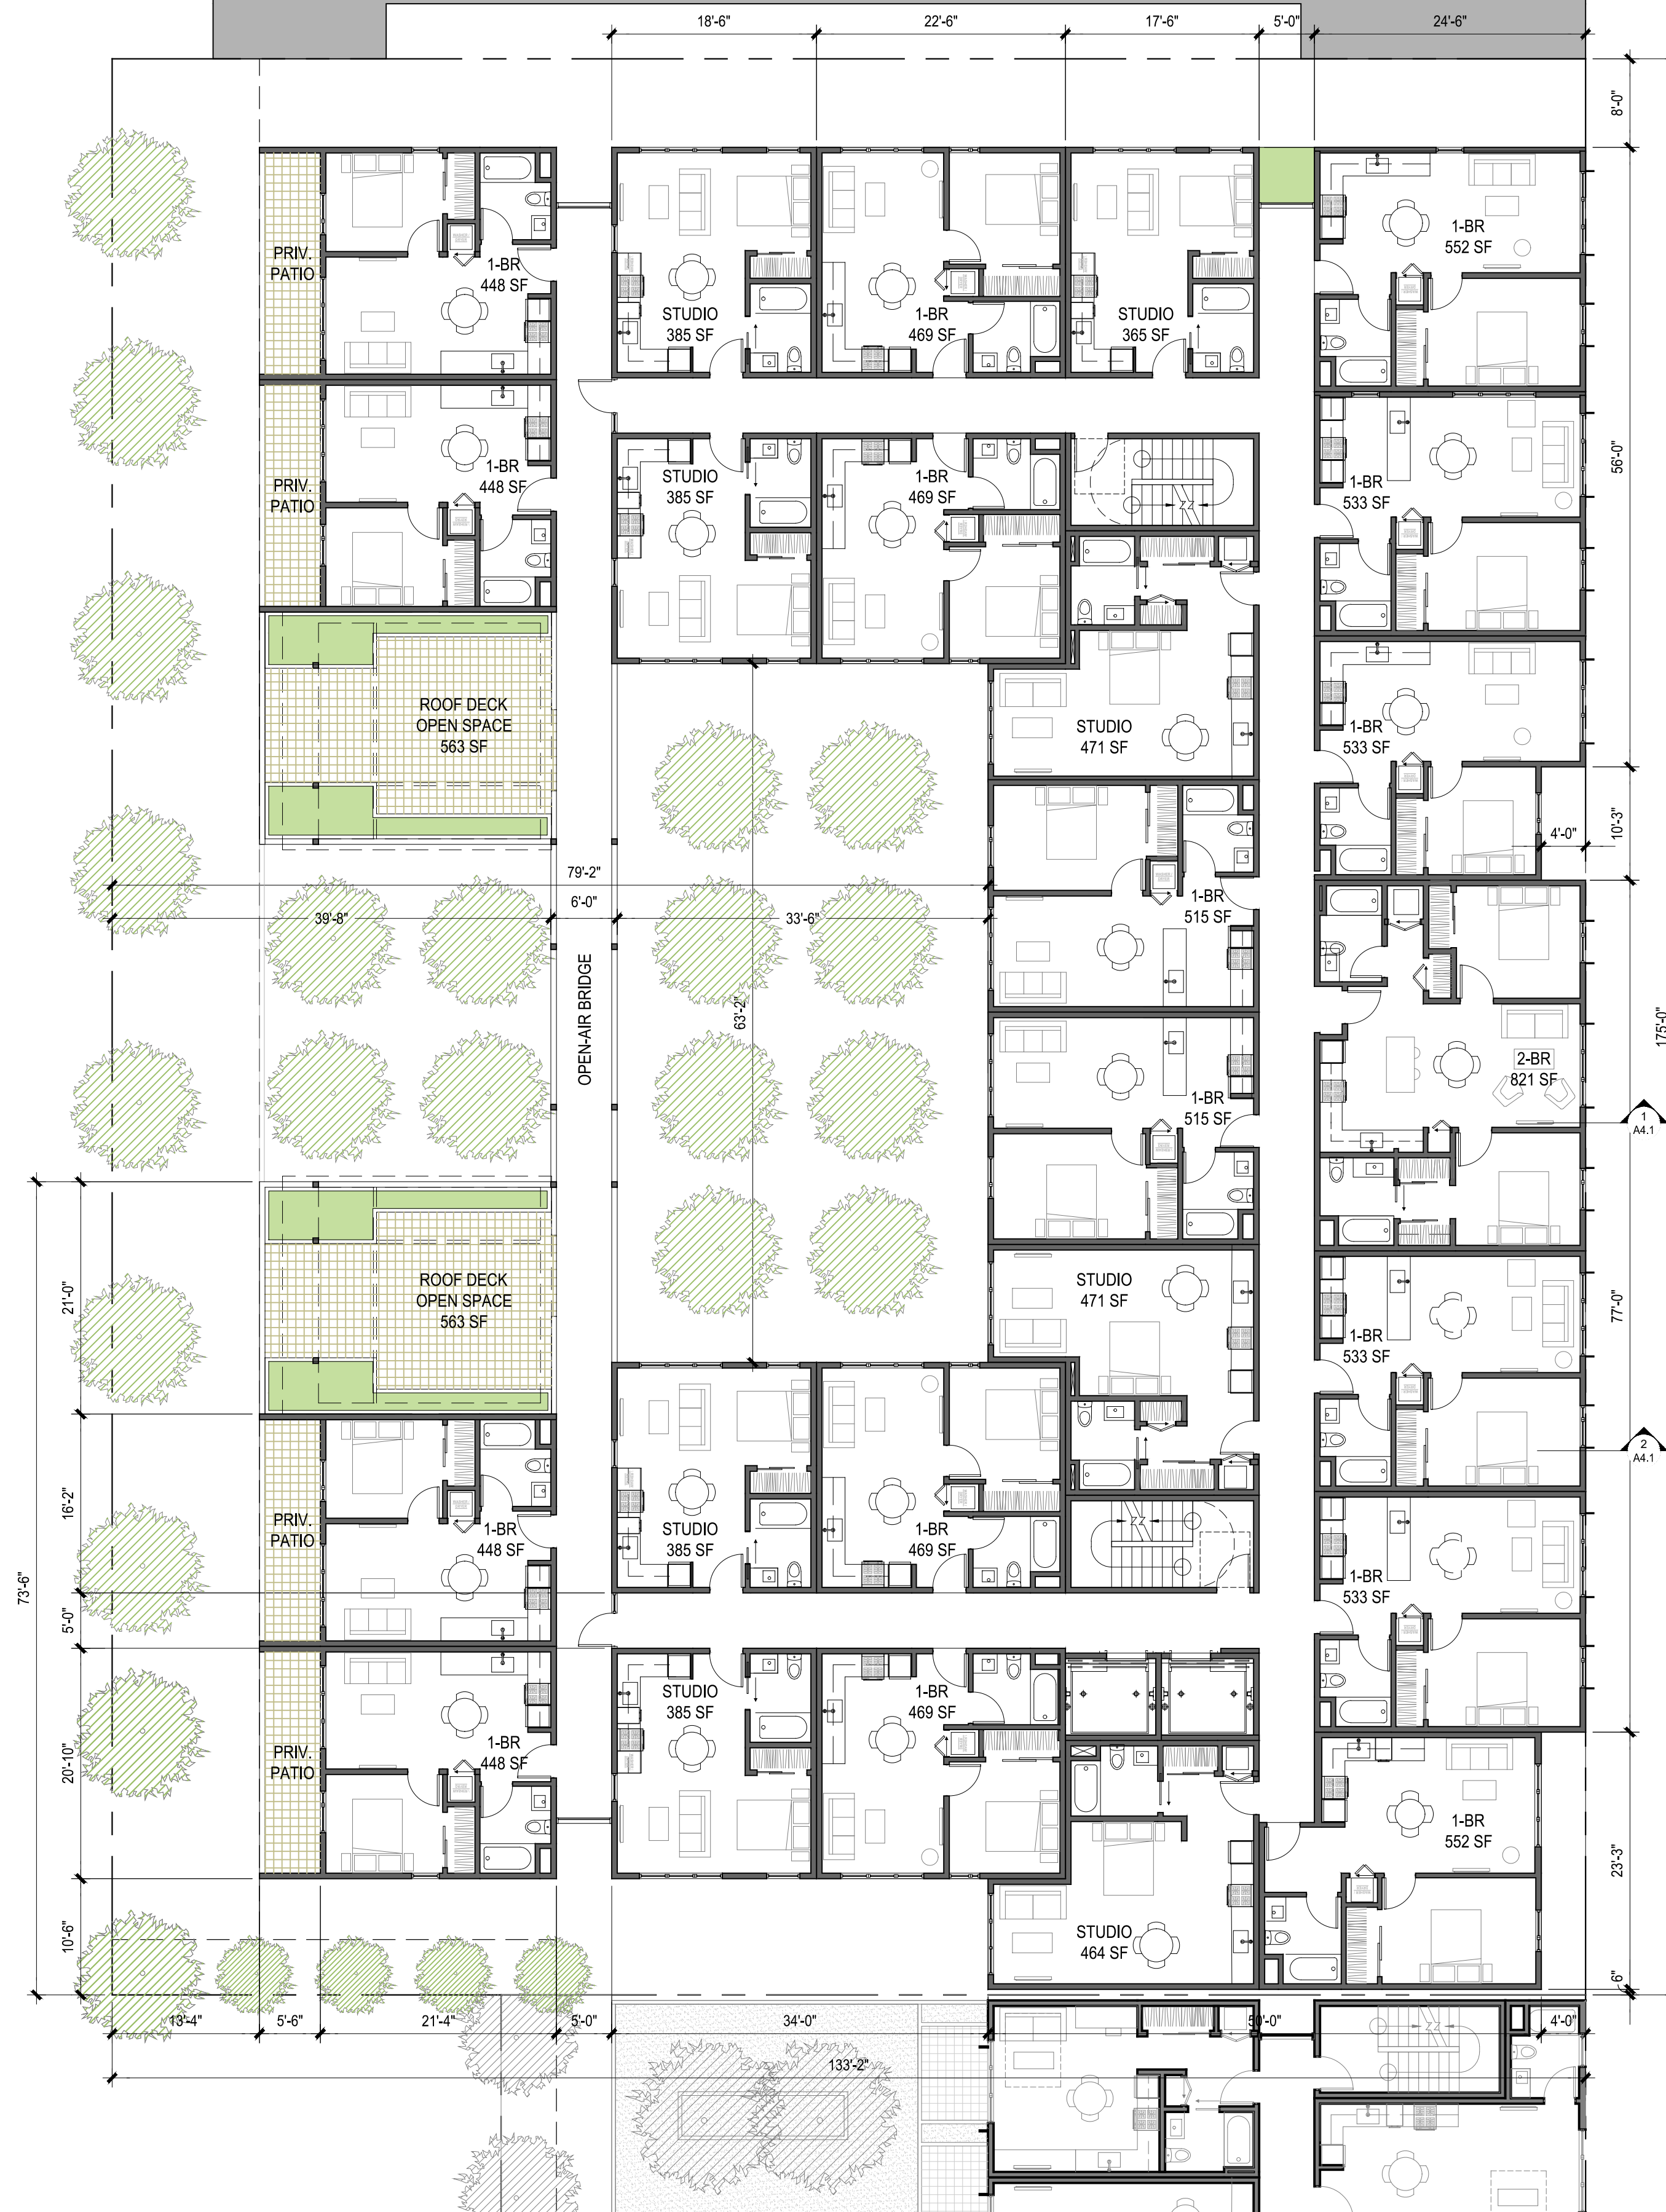 18'-6"
22'-6"
17'-6"
5'-0"
24'-6"
8'-0"
PRIV.
PATIO
1-BR
448 SF
STUDIO
385 SF
1-BR
469 SF
STUDIO
365 SF
1-BR
552 SF
PRIV.
PATIO
1-BR
448 SF
STUDIO
385 SF
1-BR
469 SF
1-BR
533 SF
56'-0"
ROOF DECK
OPEN SPACE
563 SF
STUDIO
471 SF
1-BR
533 SF
4'-0"
10'-3"
79'-2"
6'-0"
39'-8"
33'-6"
1-BR
515 SF
OPEN-AIR BRIDGE
63'-2"
175'-0"
2-BR
821 SF
1-BR
515 SF
1
A4.1
ROOF DECK
OPEN SPACE
563 SF
STUDIO
471 SF
21'-0"
77'-0"
1-BR
533 SF
2
A4.1
16'-2"
PRIV.
PATIO
1-BR
448 SF
STUDIO
385 SF
1-BR
469 SF
1-BR
533 SF
73'-6"
5'-0"
20'-10"
PRIV.
PATIO
1-BR
448 SF
STUDIO
385 SF
1-BR
469 SF
1-BR
552 SF
23'-3"
10'-6"
STUDIO
464 SF
6"
13'-4"
5'-6"
21'-4"
5'-0"
34'-0"
50'-0"
4'-0"
133'-2"